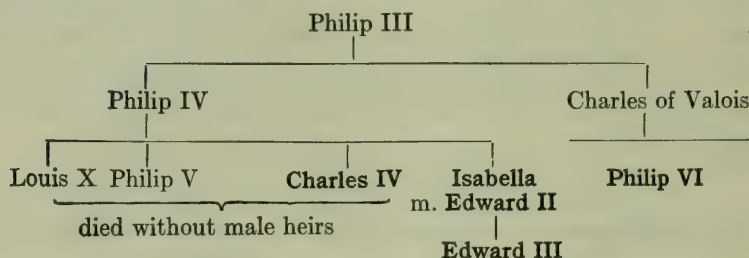 Philip III
Philip IV Charles of Valois
Louis X Philip V Charles IV Isabella Philip VI
m. Edward II
died without male heirs
Edward III